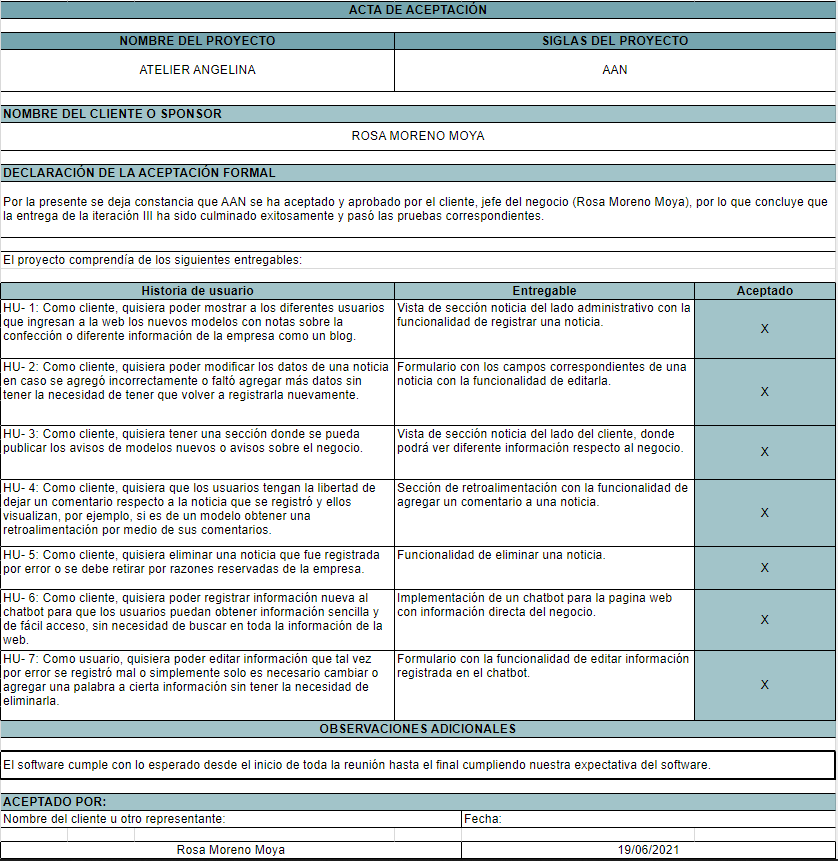 ACTA DE ACEPTACIÓN
NOMBRE DEL PROYECTO
SIGLAS DEL PROYECTO
ATELIER ANGELINA
AAN
NOMBRE DEL CLIENTE O SPONSOR
ROSA MORENO MOYA
DECLARACIÓN DE LA ACEPTACIÓN FORMAL
Por la presente se deja constancia que AAN se ha aceptado y aprobado por el cliente, jefe del negocio (Rosa Moreno Moya), por lo que concluye que
la entrega de la iteración III ha sido culminado exitosamente y pasó las pruebas correspondientes.
El proyecto comprendía de los siguientes entregables:
Historia de usuario
Entregable
Aceptado
HU- 1: Como cliente, quisiera poder mostrar a los diferentes usuarios
que ingresan a la web los nuevos modelos con notas sobre la
confección o diferente información de la empresa como un blog.
Vista de sección noticia del lado administrativo con la
funcionalidad de registrar una noticia.
X
HU- 2: Como cliente, quisiera poder modificar los datos de una noticia
en caso se agregó incorrectamente o faltó agregar más datos sin
tener la necesidad de tener que volver a registrarla nuevamente.
Formulario con los campos correspondientes de una
noticia con la funcionalidad de editarla.
X
HU- 3: Como cliente, quisiera tener una sección donde se pueda
publicar los avisos de modelos nuevos o avisos sobre el negocio.
Vista de sección noticia del lado del cliente, donde
podrá ver diferente información respecto al negocio.
X
HU- 4: Como cliente, quisiera que los usuarios tengan la libertad de
dejar un comentario respecto a la noticia que se registró y ellos
visualizan, por ejemplo, si es de un modelo obtener una
retroalimentación por medio de sus comentarios.
Sección de retroalimentación con la funcionalidad de
agregar un comentario a una noticia.
X
HU- 5: Como cliente, quisiera eliminar una noticia que fue registrada
por error o se debe retirar por razones reservadas de la empresa.
Funcionalidad de eliminar una noticia.
X
HU- 6: Como cliente, quisiera poder registrar información nueva al
chatbot para que los usuarios puedan obtener información sencilla y
de fácil acceso, sin necesidad de buscar en toda la información de la
web.
Implementación de un chatbot para la pagina web
con información directa del negocio.
X
HU- 7: Como usuario, quisiera poder editar información que tal vez
por error se registró mal o simplemente solo es necesario cambiar o
agregar una palabra a cierta información sin tener la necesidad de
eliminarla.
Formulario con la funcionalidad de editar información
registrada en el chatbot.
X
OBSERVACIONES ADICIONALES
El software cumple con lo esperado desde el inicio de toda la reunión hasta el final cumpliendo nuestra expectativa del software.
ACEPTADO POR:
Nombre del cliente u otro representante:
Fecha:
Rosa Moreno Moya
19/06/2021